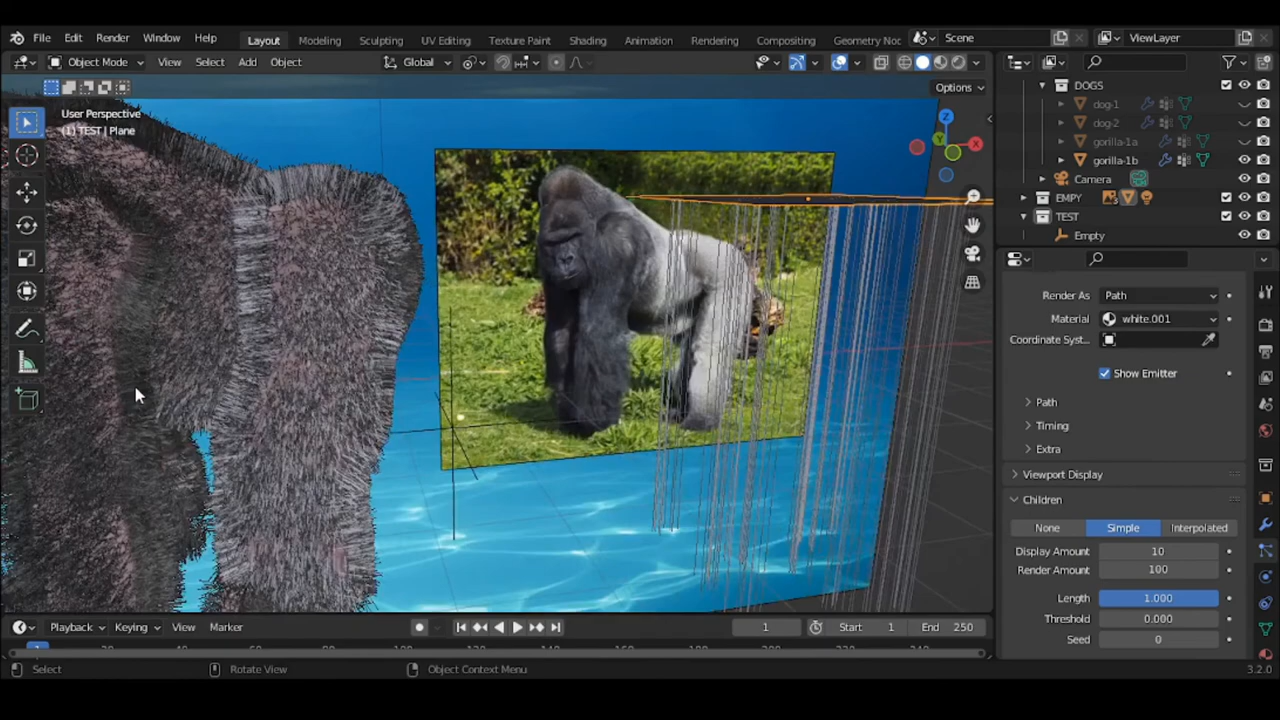 File Edit Render Window Help Layout Modeling Sculpting UV Editing Texture Paint Shading Animation Rendering Compositing Geometry Noc Scene ViewLayer
Object Mode View Select Add Object Global
Options
User Perspective
(1) TEST | Plane
Z
Y
X
DOGS
dog-1
dog-2
gorilla-1a
gorilla-1b
Camera
EMPY
TEST
Empty
Render As Path
Material white.001
Coordinate Syst..
Show Emitter
Path
Timing
Extra
Viewport Display
Children
None Simple Interpolated
Display Amount 10
Render Amount 100
Length 1.000
Threshold 0.000
Seed 0
Playback Keying View Marker 1 Start 1 End 250
1
Select Rotate View Object Context Menu 3.2.0